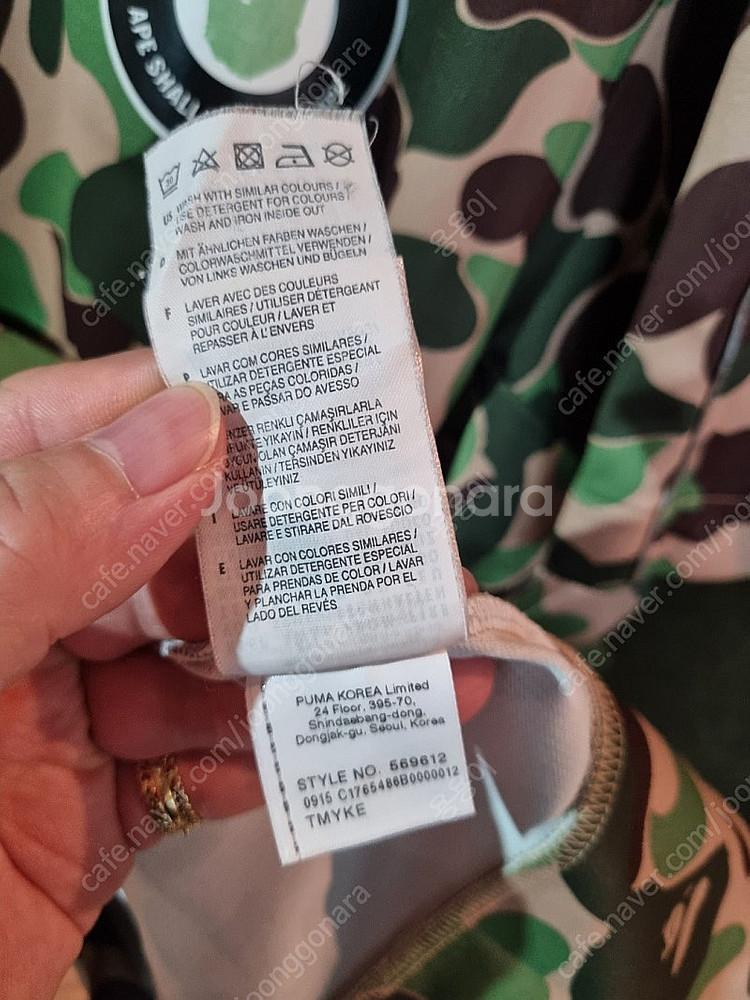 APE SHALL
30
US WASH WITH SIMILAR COLOURS /
USE DETERGENT FOR COLOURS /
WASH AND IRON INSIDE OUT
D MIT ÄHNLICHEN FARBEN WASCHEN /
COLORWASCHMITTEL VERWENDEN /
VON LINKS WASCHEN UND BÜGELN
F LAVER AVEC DES COULEURS
SIMILAIRES / UTILISER DÉTERGEANT
POUR COULEUR / LAVER ET
REPASSER À L'ENVERS
P LAVAR COM CORES SIMILARES /
UTILIZAR DETERGENTE ESPECIAL
PARA AS PEÇAS COLORIDAS /
LAVAR E PASSAR DO AVESSO
RENKLI ÇAMAŞIRLARLA
YIKAYIN / RENKLILER IÇIN
OLAN ÇAMAŞIR DETERJANI
KULLANIN / TERSINDEN YIKAYINIZ
I LAVARE CON COLORI SIMILI /
USARE DETERGENTE PER COLORI /
LAVARE E STIRARE DAL ROVESCIO
E LAVAR CON COLORES SIMILARES /
UTILIZAR DETERGENTE ESPECIAL
PARA PRENDAS DE COLOR / LAVAR
Y PLANCHAR LA PRENDA POR EL
LADO DEL REVÉS
PUMA KOREA Limited
24 Floor, 395-70,
Shindaebang-dong,
Dongjak-gu, Seoul, Korea
STYLE NO. 569612
0915 C1765486B0000012
TMYKE
Joonggonara
cafe.naver.com/joonggonara